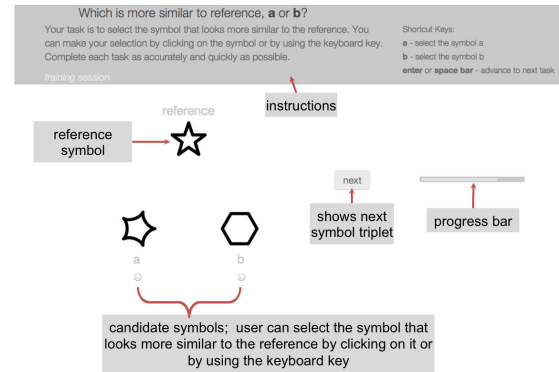 Which is more similar to reference, a or b?
Your task is to select the symbol that looks more similar to the reference. You
can make your selection by clicking on the symbol or by using the keyboard key.
Complete each task as accurately and quickly as possible.
training session
Shortcut Keys:
a - select the symbol a
b - select the symbol b
enter or space bar - advance to next task
instructions
reference
reference
symbol
next
shows next
symbol triplet
progress bar
a
b
candidate symbols; user can select the symbol that
looks more similar to the reference by clicking on it or
by using the keyboard key